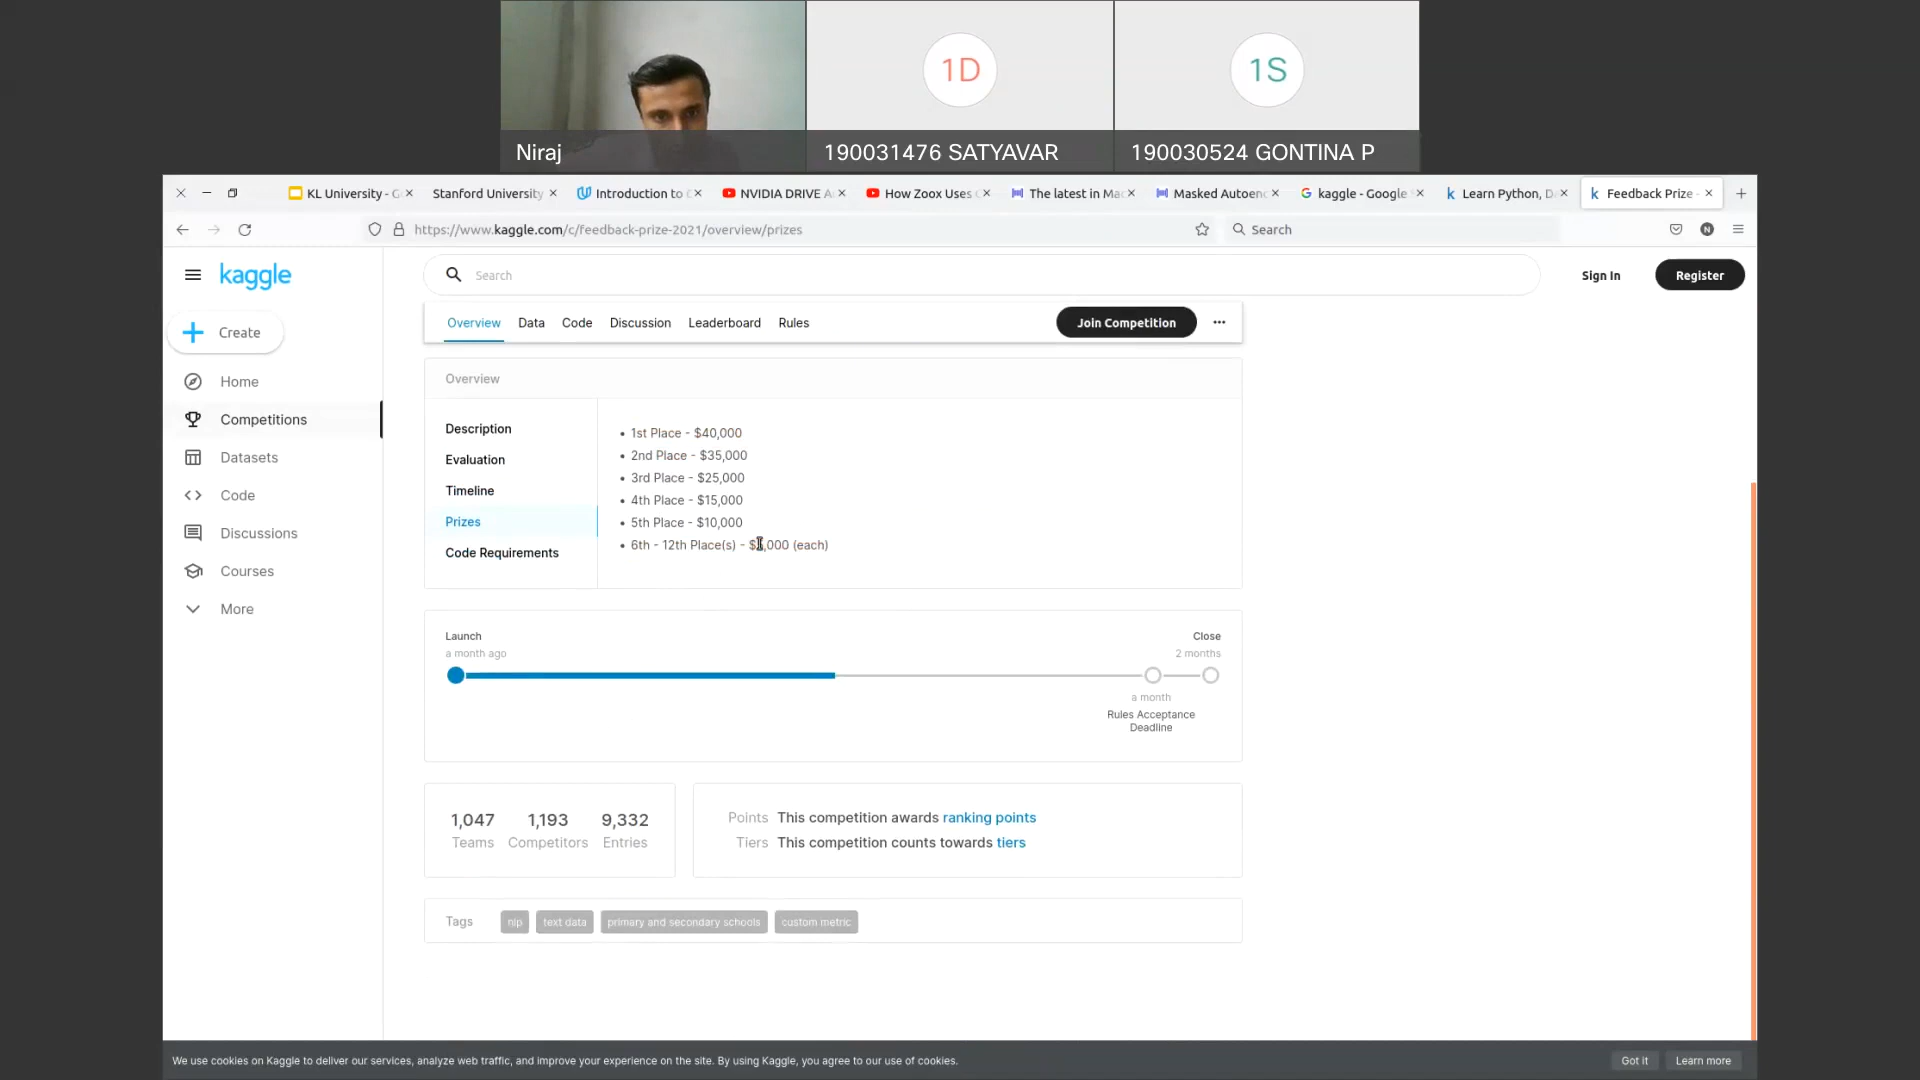 1D
1S
Niraj
190031476 SATYAVAR
190030524 GONTINA P
KL University - G
Stanford University
Introduction to
NVIDIA DRIVE A
How Zoox Uses
The latest in Mac
Masked Autoenc
kaggle - Google
Learn Python, D
Feedback Prize -
https://www.kaggle.com/c/feedback-prize-2021/overview/prizes
Search
N
kaggle
Search
Sign In
Register
Create
Home
Competitions
Datasets
Code
Discussions
Courses
More
Overview
Data
Code
Discussion
Leaderboard
Rules
Join Competition
Overview
Description
Evaluation
Timeline
Prizes
Code Requirements
• 1st Place - $40,000
• 2nd Place - $35,000
• 3rd Place - $25,000
• 4th Place - $15,000
• 5th Place - $10,000
• 6th - 12th Place(s) - (each)
Launch
a month ago
Close
2 months
a month
Rules Acceptance
Deadline
1,047
Teams
1,193
Competitors
9,332
Entries
Points This competition awards ranking points
Tiers This competition counts towards tiers
Tags nlp text data primary and secondary schools custom metric
We use cookies on Kaggle to deliver our services, analyze web traffic, and improve your experience on the site. By using Kaggle, you agree to our use of cookies.
Got it
Learn more